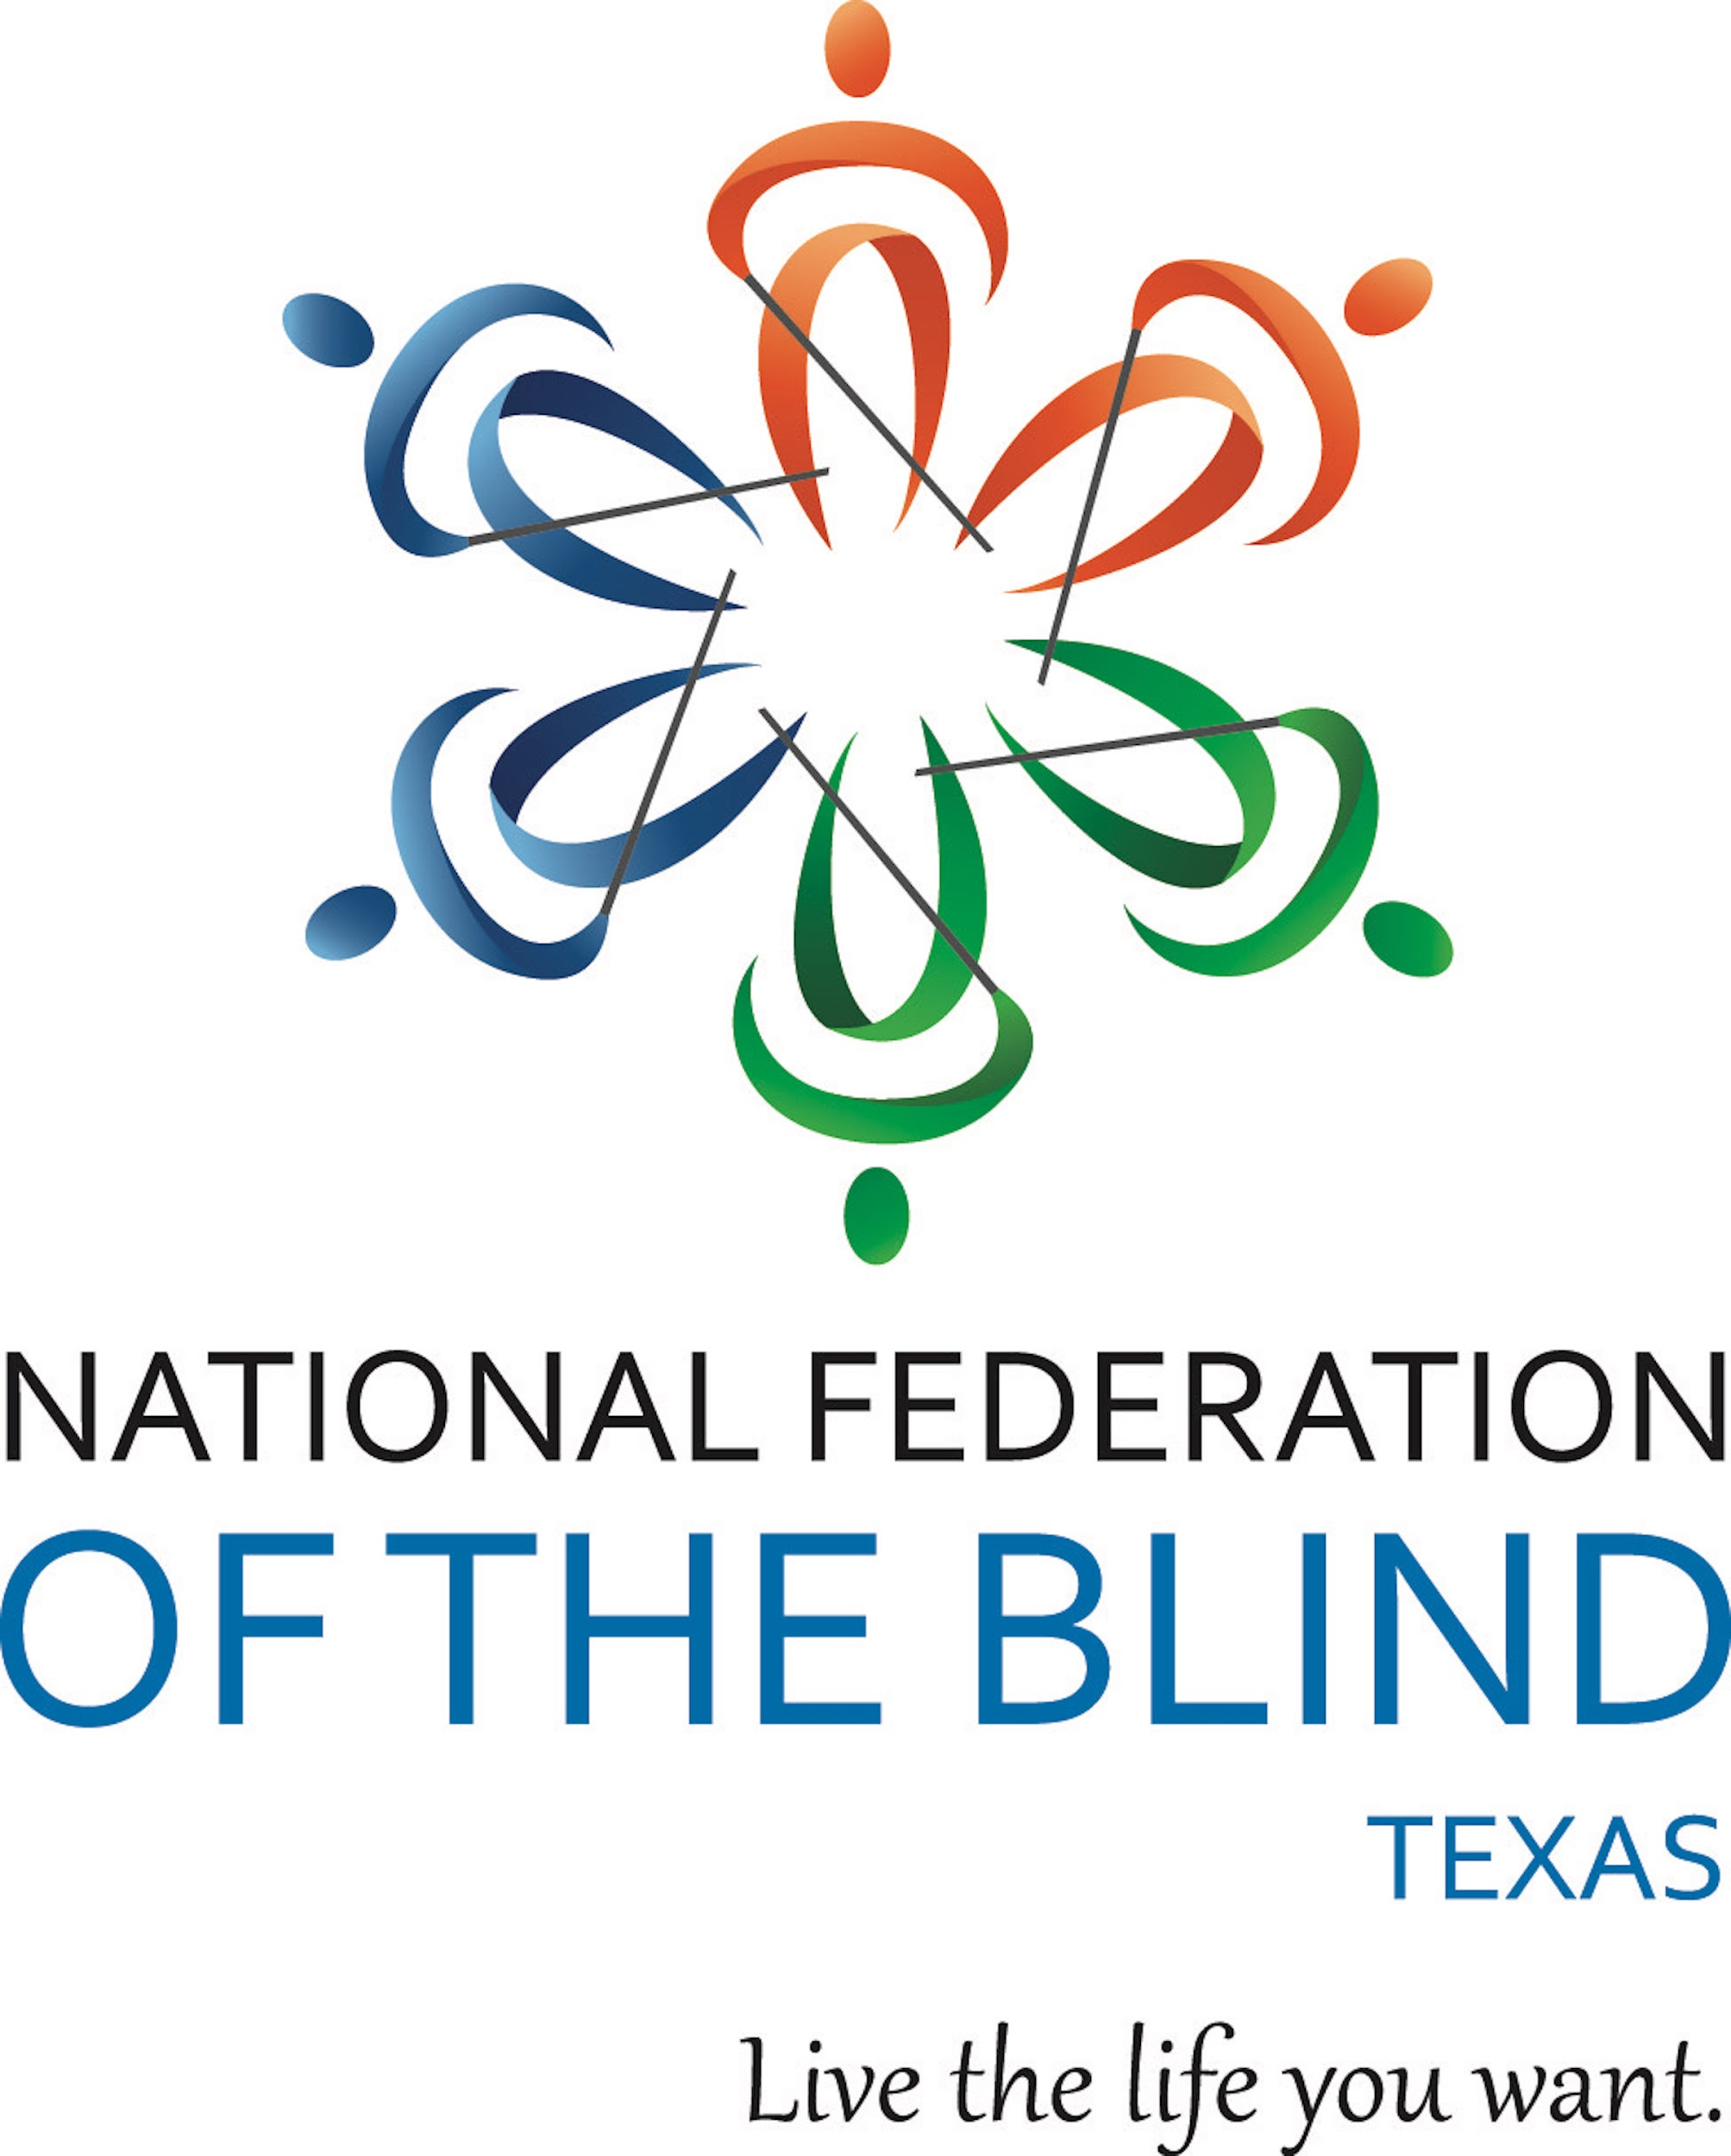 NATIONAL FEDERATION
OF THE BLIND
TEXAS
Live the life you want.